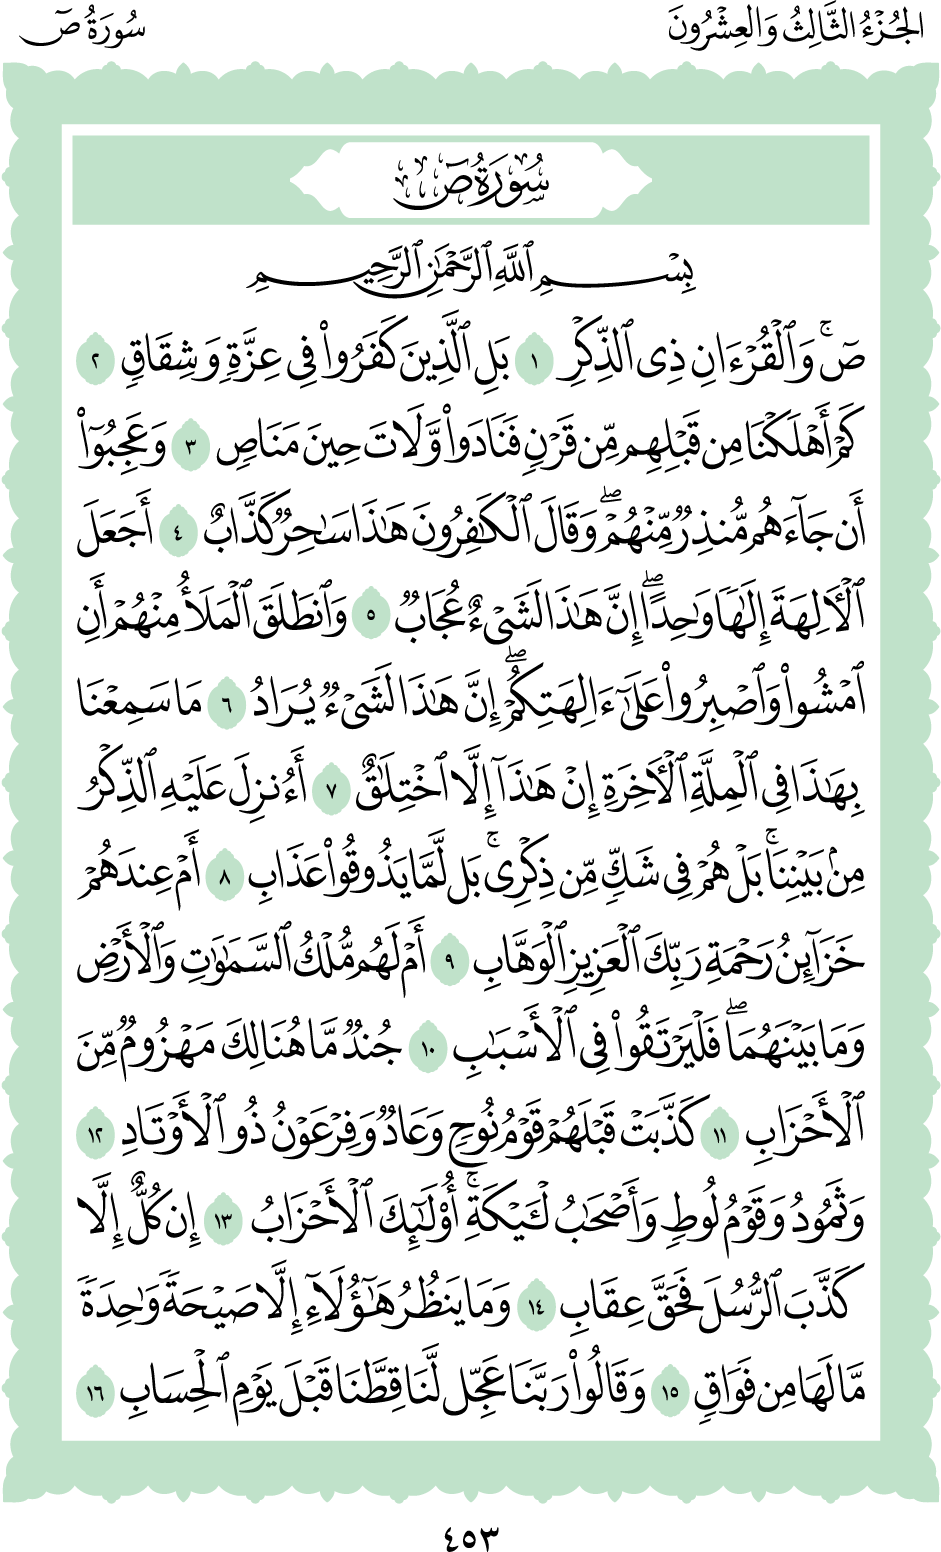 الجُزْءُ الثَّالِثُ وَالعِشْرُونَ
سُورَةُ صٓ
سُورَةُ صٓ
بِسْمِ ٱللَّهِ ٱلرَّحْمَٰنِ ٱلرَّحِيمِ
صٓۚ وَٱلْقُرْءَانِ ذِى ٱلذِّكْرِ ١ بَلِ ٱلَّذِينَ كَفَرُوا۟ فِى عِزَّةٍ وَشِقَاقٍ ٢
كَمْ أَهْلَكْنَا مِن قَبْلِهِم مِّن قَرْنٍ فَنَادَوا۟ وَّلَاتَ حِينَ مَنَاصٍ ٣ وَعَجِبُوٓا۟
أَن جَآءَهُم مُّنذِرٌ مِّنْهُمْۖ وَقَالَ ٱلْكَٰفِرُونَ هَٰذَا سَٰحِرٌ كَذَّابٌ ٤ أَجَعَلَ
ٱلْءَالِهَةَ إِلَٰهًا وَٰحِدًاۖ إِنَّ هَٰذَا لَشَىْءٌ عُجَابٌ ٥ وَٱنطَلَقَ ٱلْمَلَأُ مِنْهُمْ أَنِ
ٱمْشُوا۟ وَٱصْبِرُوا۟ عَلَىٰٓ ءَالِهَتِكُمْۖ إِنَّ هَٰذَا لَشَىْءٌ يُرَادُ ٦ مَا سَمِعْنَا
بِهَٰذَا فِى ٱلْمِلَّةِ ٱلْءَاخِرَةِ إِنْ هَٰذَآ إِلَّا ٱخْتِلَٰقٌ ٧ أَءُنزِلَ عَلَيْهِ ٱلذِّكْرُ
مِنۢ بَيْنِنَاۚ بَلْ هُمْ فِى شَكٍّ مِّن ذِكْرِىۚ بَل لَّمَّا يَذُوقُوا۟ عَذَابِ ٨ أَمْ عِندَهُمْ
خَزَآئِنُ رَحْمَةِ رَبِّكَ ٱلْعَزِيزِ ٱلْوَهَّابِ ٩ أَمْ لَهُم مُّلْكُ ٱلسَّمَٰوَٰتِ وَٱلْأَرْضِ
وَمَا بَيْنَهُمَاۖ فَلْيَرْتَقُوا۟ فِى ٱلْأَسْبَٰبِ ١٠ جُندٌ مَّا هُنَالِكَ مَهْزُومٌ مِّنَ
ٱلْأَحْزَابِ ١١ كَذَّبَتْ قَبْلَهُمْ قَوْمُ نُوحٍ وَعَادٌ وَفِرْعَوْنُ ذُو ٱلْأَوْتَادِ ١٢
وَثَمُودُ وَقَوْمُ لُوطٍ وَأَصْحَٰبُ لْـَٔيْكَةِۚ أُو۟لَٰٓئِكَ ٱلْأَحْزَابُ ١٣ إِن كُلٌّ إِلَّا
كَذَّبَ ٱلرُّسُلَ فَحَقَّ عِقَابِ ١٤ وَمَا يَنظُرُ هَٰٓؤُلَآءِ إِلَّا صَيْحَةً وَٰحِدَةً
مَّا لَهَا مِن فَوَاقٍ ١٥ وَقَالُوا۟ رَبَّنَا عَجِّل لَّنَا قِطَّنَا قَبْلَ يَوْمِ ٱلْحِسَابِ ١٦
٤٥٣